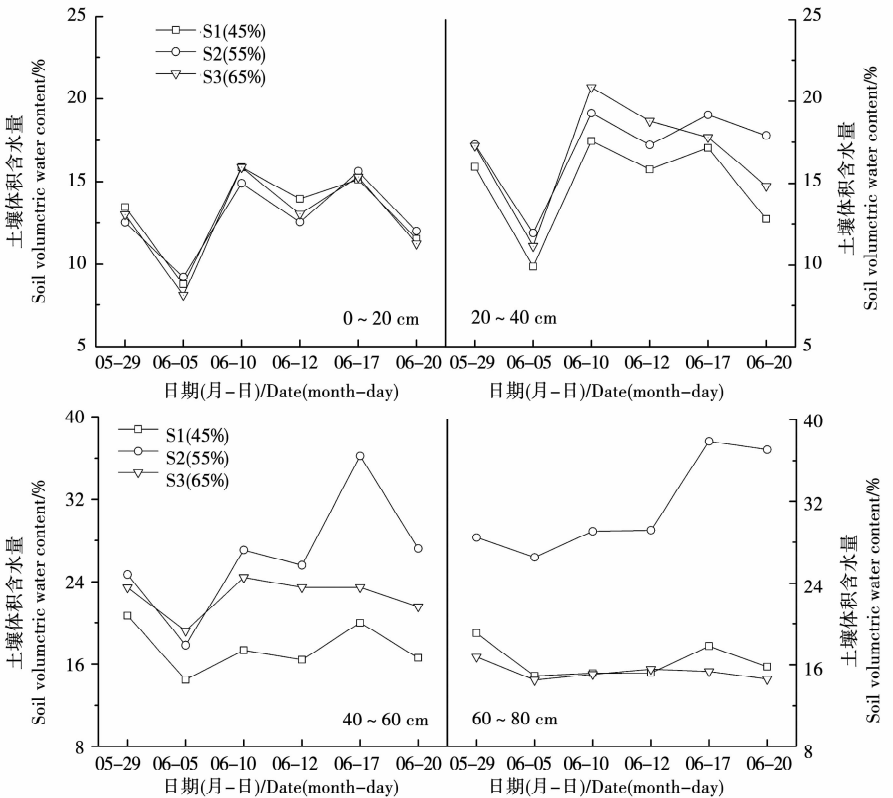 25
20
15
10
5
土壤体积含水量
Soil volumctric water content/%
S1(45%)
S2(55%)
S3(65%)
0~20 cm
05-29 06-05 06-10 06-12 06-17 06-20
日期(月-日)/Date(month-day)
20~40 cm
05-29 06-05 06-10 06-12 06-17 06-20
日期(月-日)/Date(month-day)
25
20
15
10
5
土壤体积含水量
Soil volumctric water content/%
40
32
24
16
8
土壤体积含水量
Soil volumctric water content/%
S1(45%)
S2(55%)
S3(65%)
40~60 cm
05-29 06-05 06-10 06-12 06-17 06-20
日期(月-日)/Date(month-day)
60~80 cm
05-29 06-05 06-10 06-12 06-17 06-20
日期(月-日)/Date(month-day)
40
32
24
16
8
土壤体积含水量
Soil volumctric water content/%